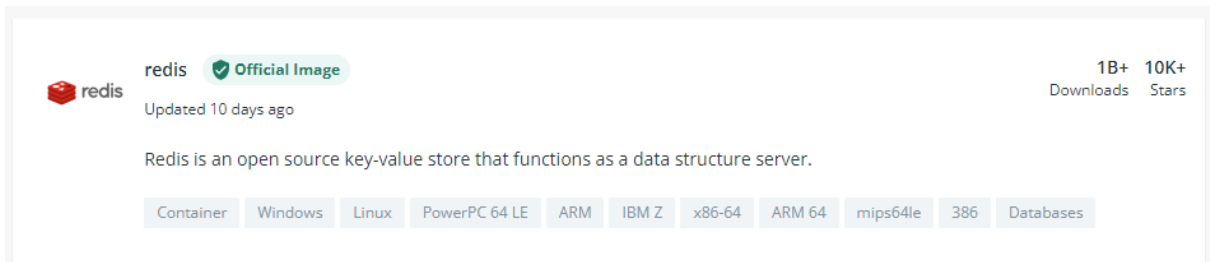 redis
redis Official Image
Updated 10 days ago
1B+ 10K+
Downloads Stars
Redis is an open source key-value store that functions as a data structure server.
Container Windows Linux PowerPC 64 LE ARM IBM Z x86-64 ARM 64 mips64le 386 Databases